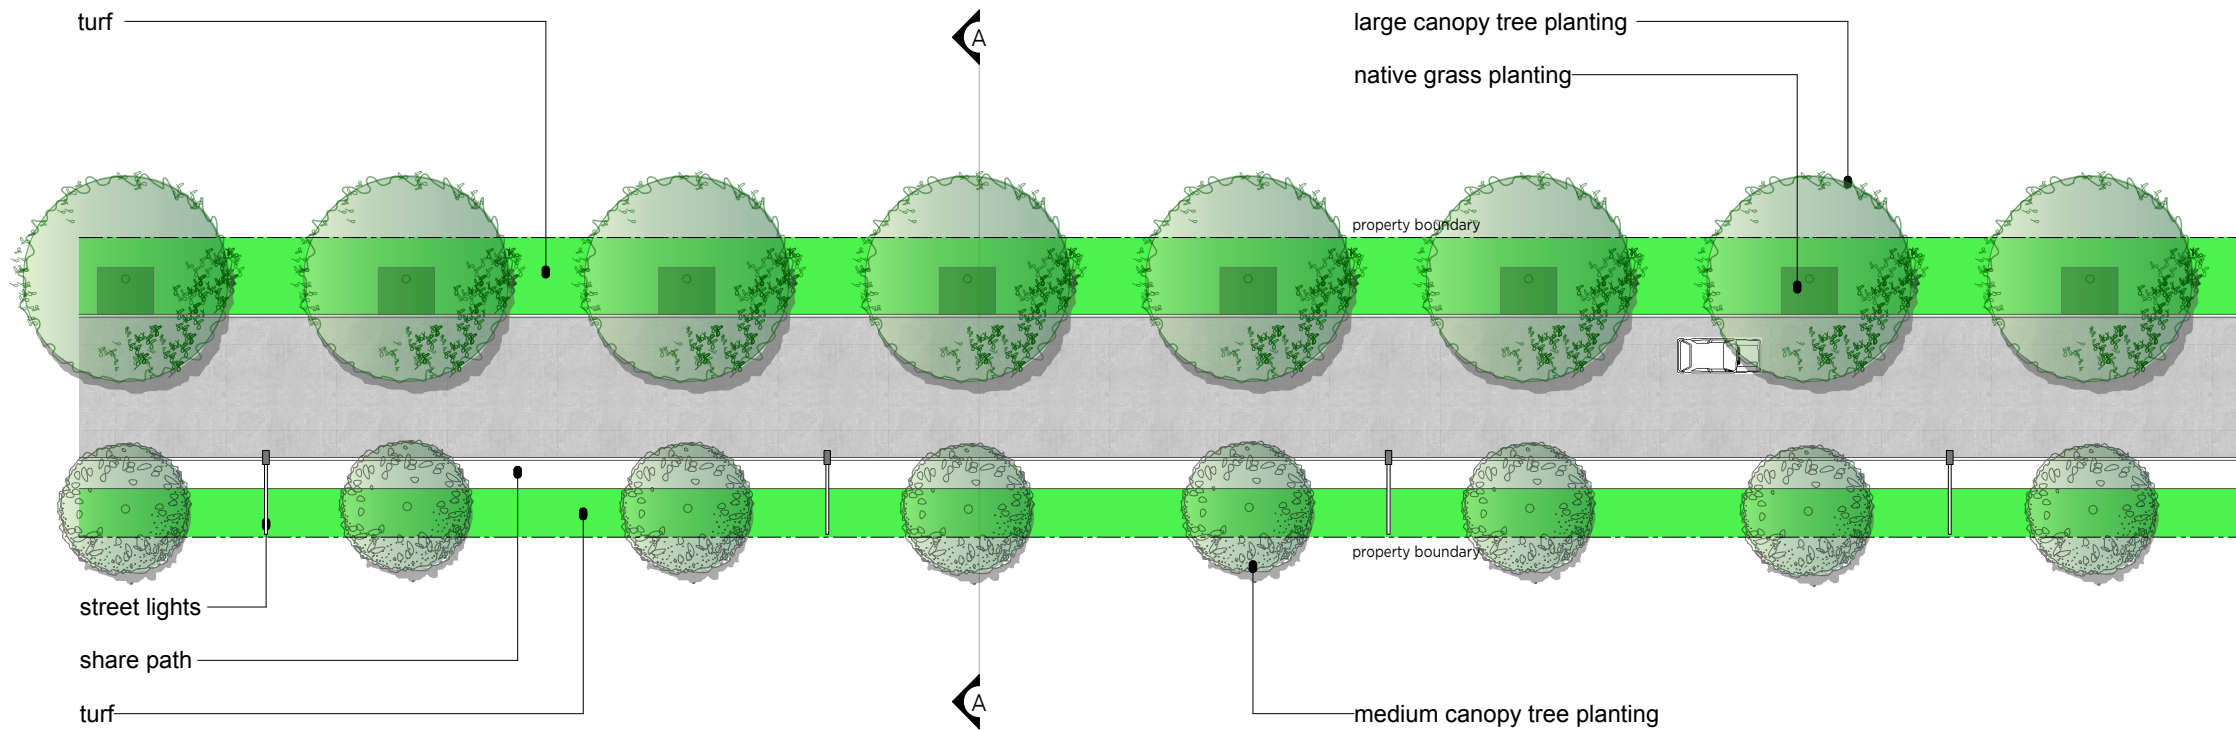 turf
A
large canopy tree planting
native grass planting
property boundary
property boundary
street lights
share path
turf
A
medium canopy tree planting